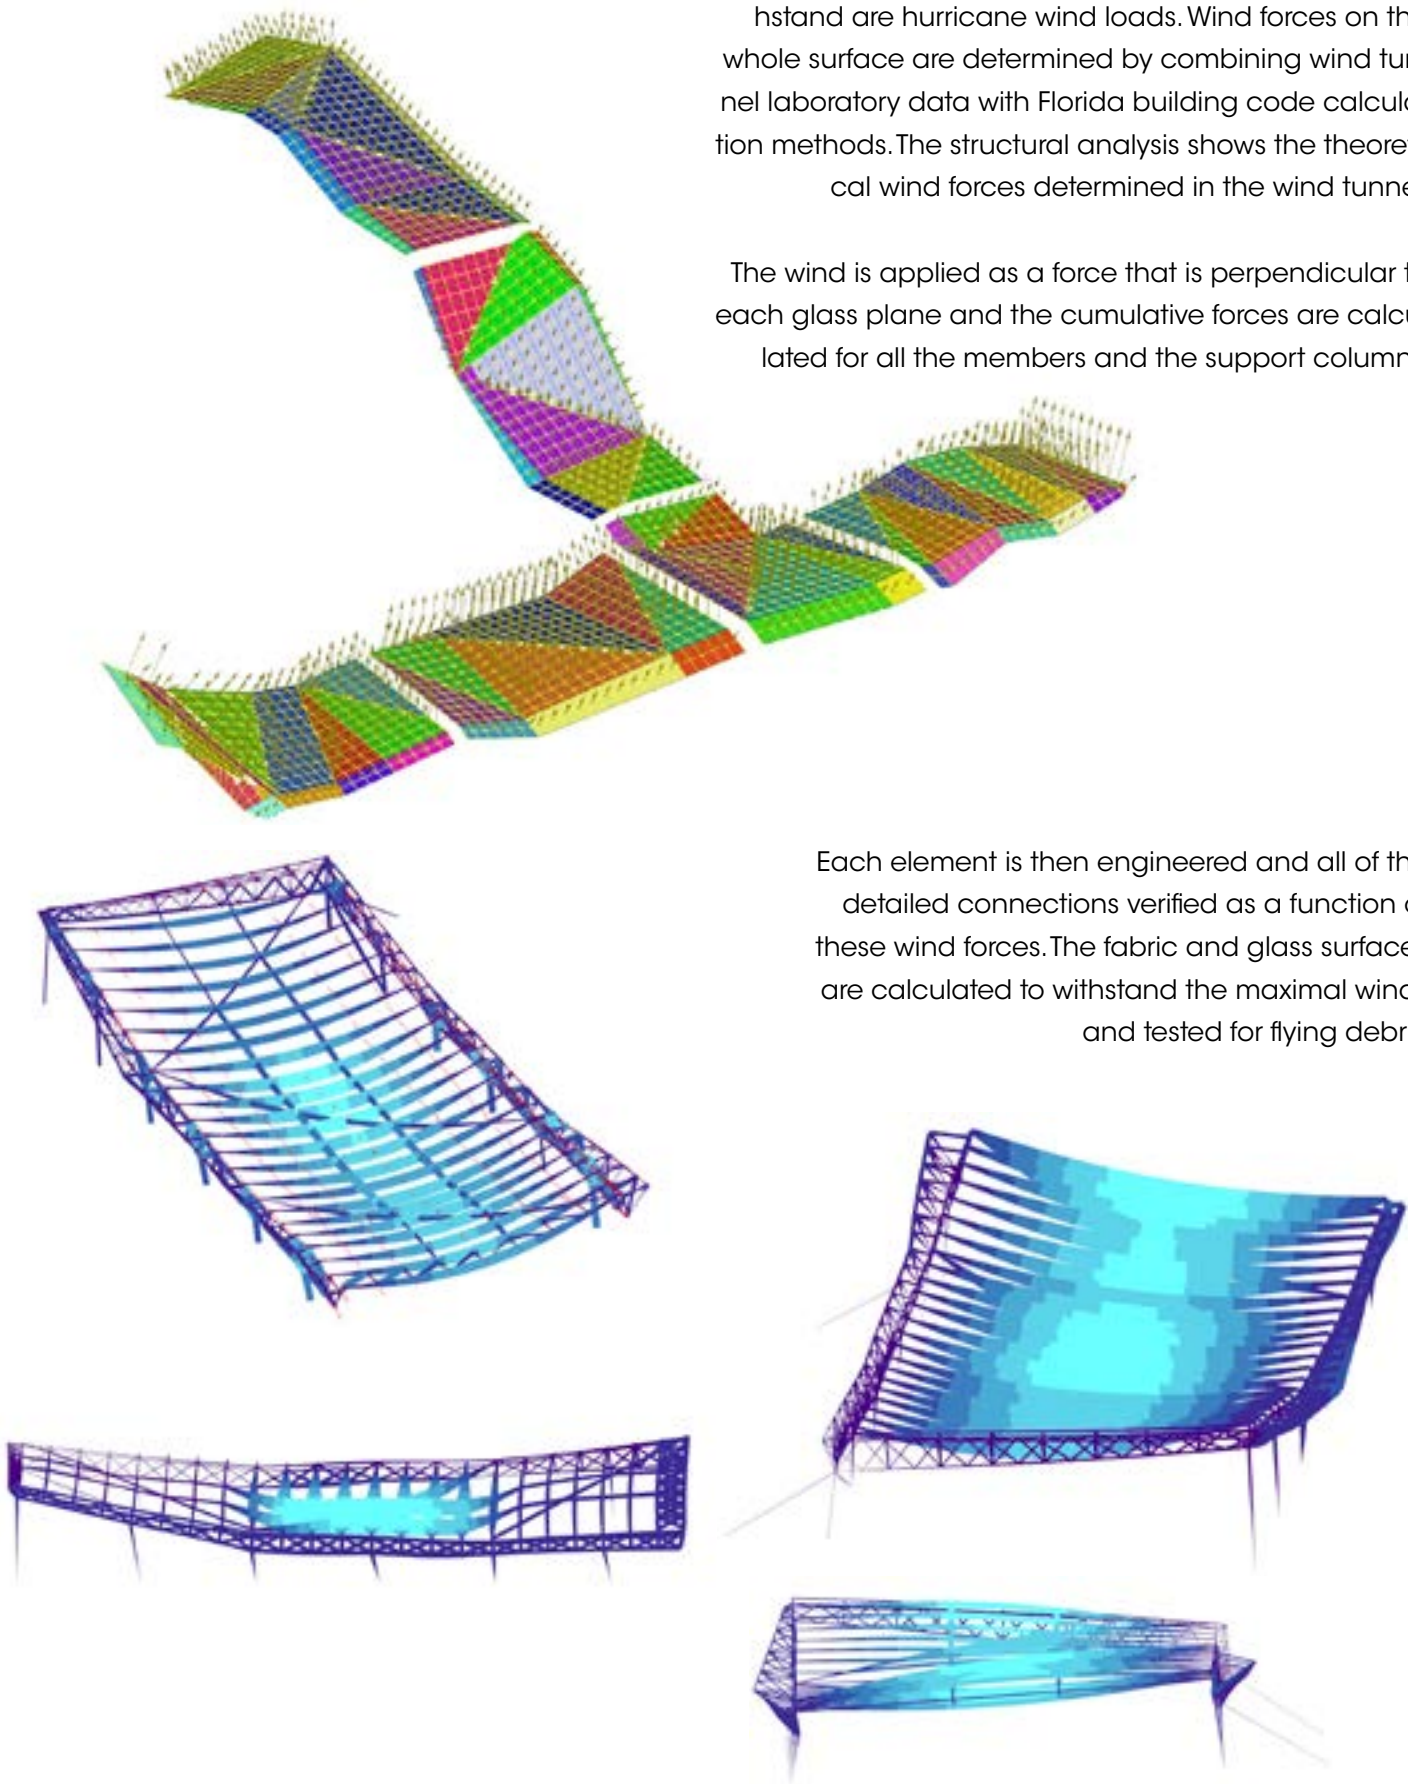 hstand are hurricane wind loads. Wind forces on th
whole surface are determined by combining wind tu
nel laboratory data with Florida building code calcul
tion methods. The structural analysis shows the theore
cal wind forces determined in the wind tunne
The wind is applied as a force that is perpendicular
each glass plane and the cumulative forces are calcu
lated for all the members and the support column
Each element is then engineered and all of th
detailed connections verified as a function
these wind forces. The fabric and glass surface
are calculated to withstand the maximal wind
and tested for flying debr